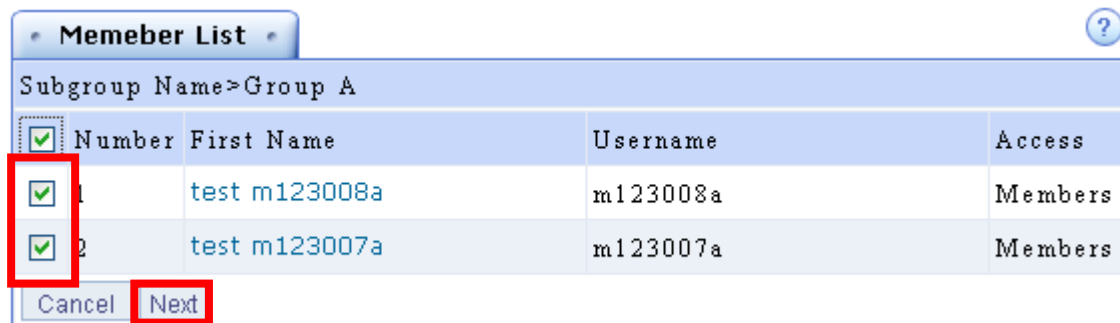 Memeber List
?
Subgroup Name>Group A
Number First Name Username Access
1 test m123008a m123008a Members
2 test m123007a m123007a Members
Cancel Next